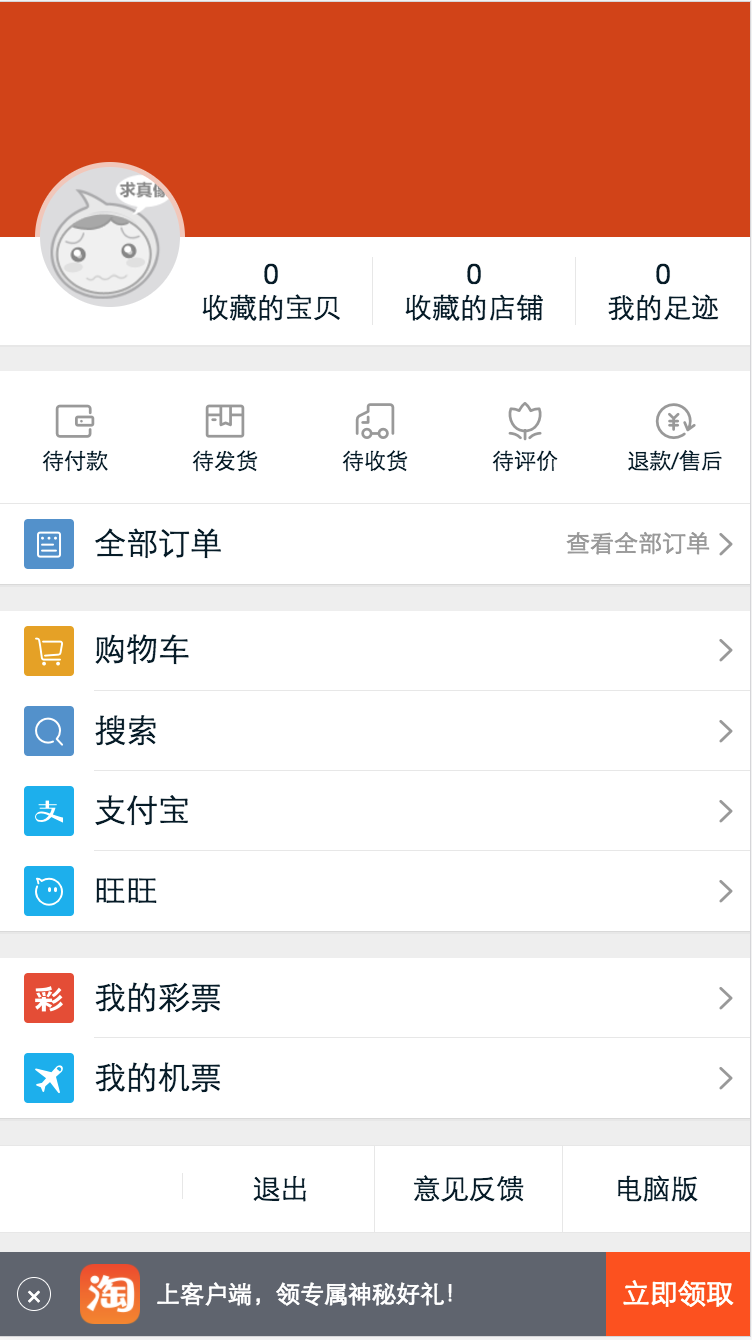 求真像
0
收藏的宝贝
0
收藏的店铺
0
我的足迹
待付款
待发货
待收货
待评价
退款/售后
全部订单
查看全部订单
购物车
搜索
支
支付宝
旺旺
彩
我的彩票
我的机票
退出
意见反馈
电脑版
淘
上客户端，领专属神秘好礼！
立即领取